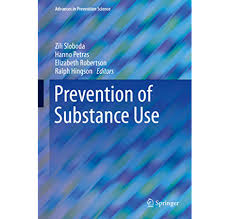 Advances in Prevention Science
Zili Sloboda
Hanno Petras
Elizabeth Robertson
Ralph Hingson Editors
Prevention of
Substance Use
Springer